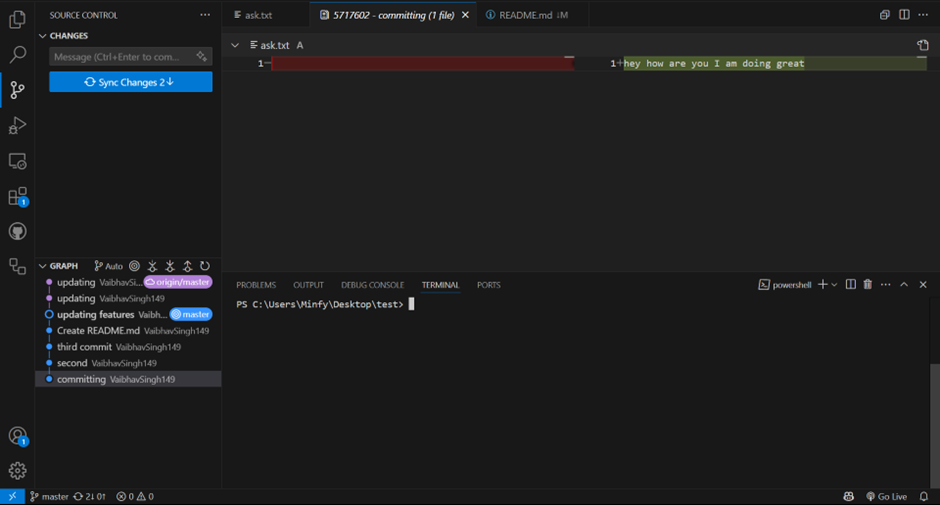 SOURCE CONTROL ...
CHANGES
Message (Ctrl+Enter to com...
Sync Changes 2↓
1
GRAPH Auto
updating VaibhavSi... origin/master
updating VaibhavSingh149
updating features Vaibh... master
Create README.md VaibhavSingh149
third commit VaibhavSingh149
second VaibhavSingh149
committing VaibhavSingh149
1
ask.txt 5717602 - committing (1 file) × README.md ↓M ...
ask.txt A
1− 1+hey how are you I am doing great
PROBLEMS OUTPUT DEBUG CONSOLE TERMINAL PORTS powershell ...
PS C:\Users\Minfy\Desktop\test>
master 2↓ 0↑ 0 0 Go Live